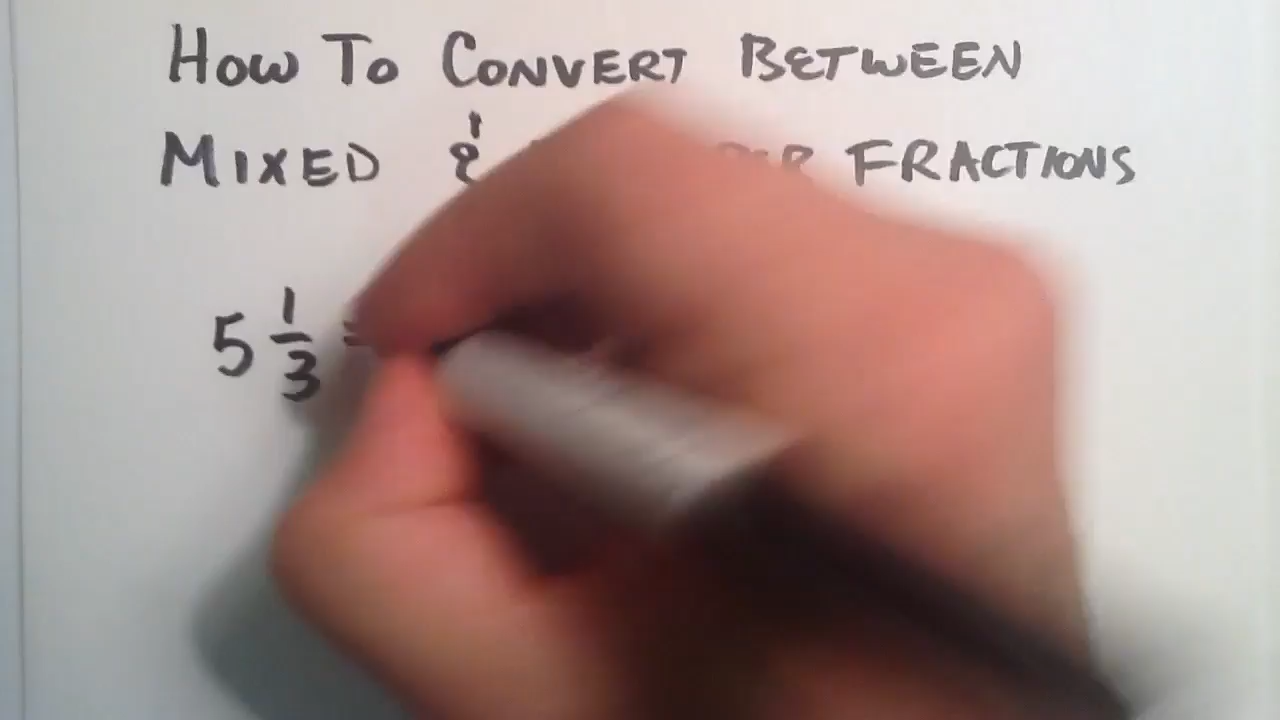 HOW TO CONVERT BETWEEN
MIXED & FRACTIONS
5 1/3 =